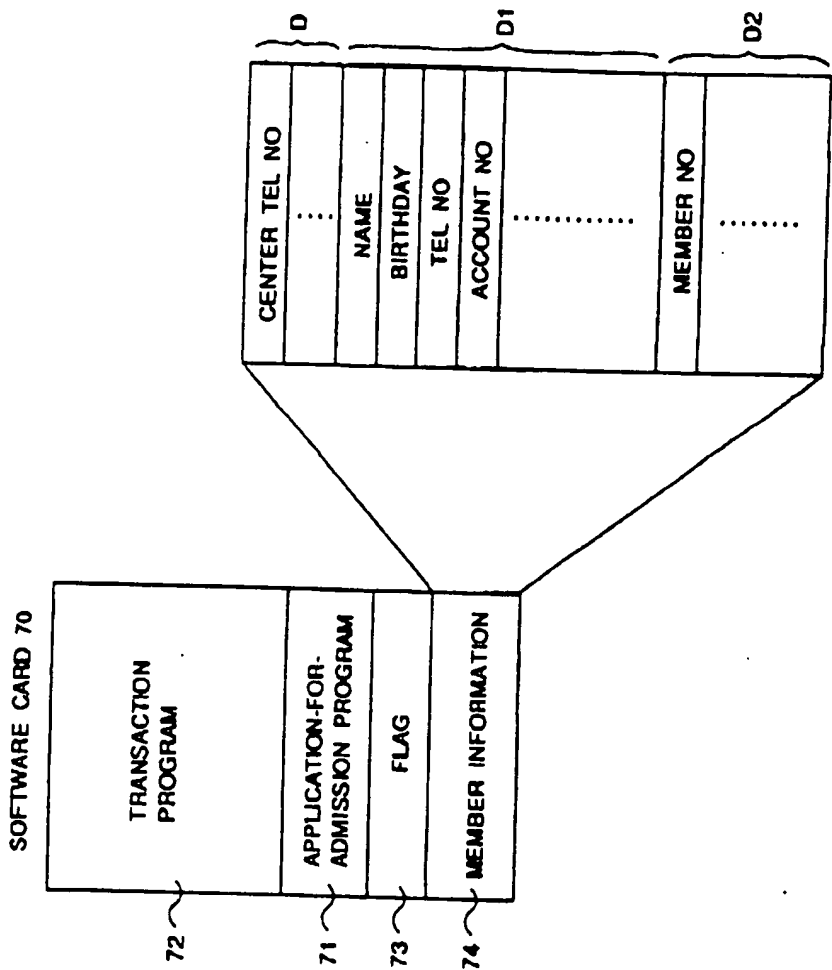 SOFTWARE CARD 70
TRANSACTION
PROGRAM
72
APPLICATION-FOR-
ADMISSION PROGRAM
71
FLAG
73
MEMBER INFORMATION
74
CENTER TEL NO
.....
D
NAME
BIRTHDAY
TEL NO
ACCOUNT NO
............
D1
MEMBER NO
........
D2